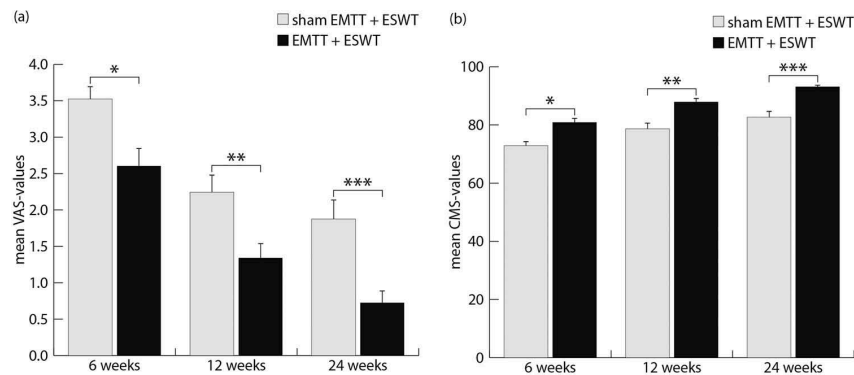 (a)
sham EMTT + ESWT
EMTT + ESWT
mean VAS-values
4.0
3.5
3.0
2.5
2.0
1.5
1.0
0.5
0.0
*
**
***
6 weeks
12 weeks
24 weeks
(b)
sham EMTT + ESWT
EMTT + ESWT
mean CMS-values
100
80
60
40
20
0
*
**
***
6 weeks
12 weeks
24 weeks